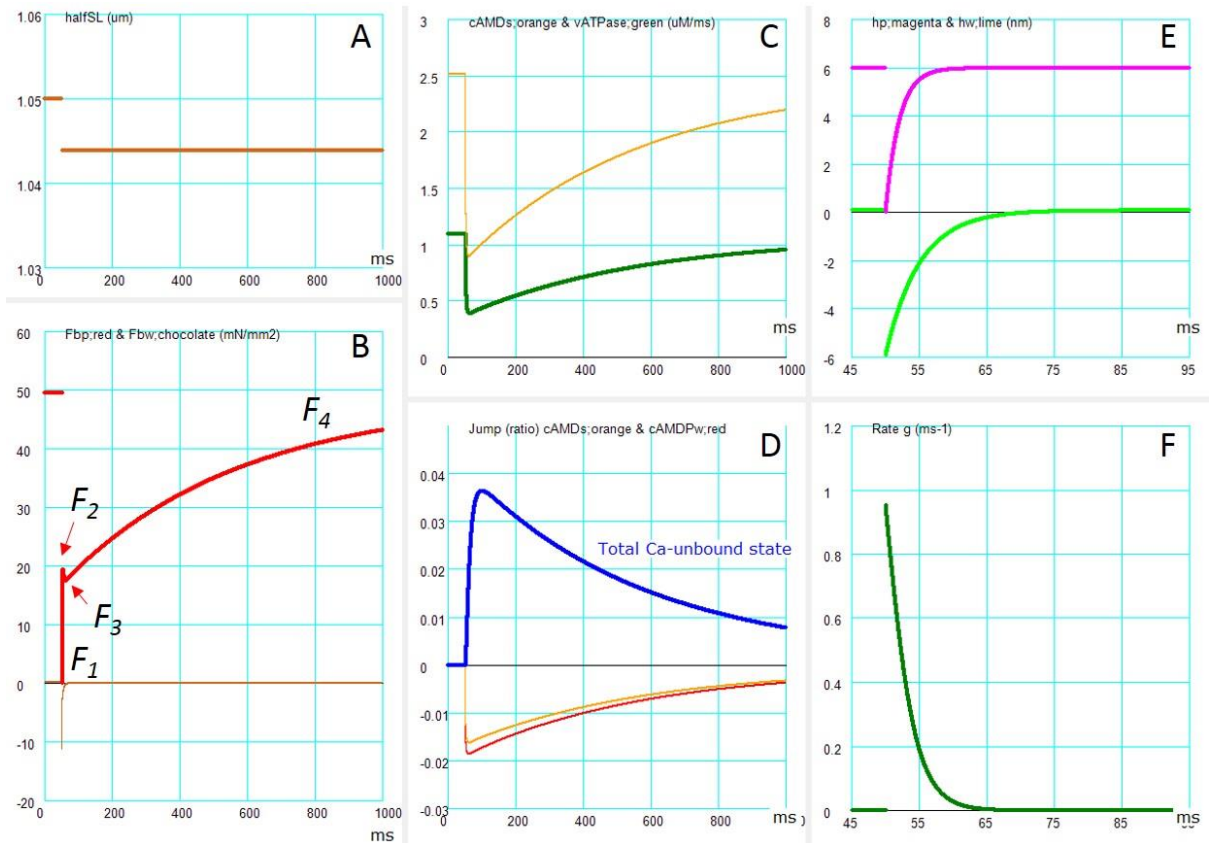 halfSL (um)
A
1.06
1.05
1.04
1.03
0 200 400 600 800 1000
ms
Fbp;red & Fbw;chocolate (mN/mm2)
B
60
50
40
30
20
10
0
-10
-20
F4
F2
F3
F1
0 200 400 600 800 1000
ms
cAMDs;orange & vATPase;green (uM/ms)
C
3
2.5
2
1.5
1
0.5
0
ms
0 200 400 600 800 1000
Jump (ratio) cAMDs;orange & cAMDPw;red
D
0.04
0.03
0.02
0.01
0
-0.01
-0.02
-0.03
Total Ca-unbound state
0 200 400 600 800 1000
ms
hp;magenta & hw;lime (nm)
E
8
6
4
2
0
-2
-4
-6
ms
45 55 65 75 85 95
Rate g (ms-1)
F
1.2
1
0.8
0.6
0.4
0.2
0
45 55 65 75 85 95
ms